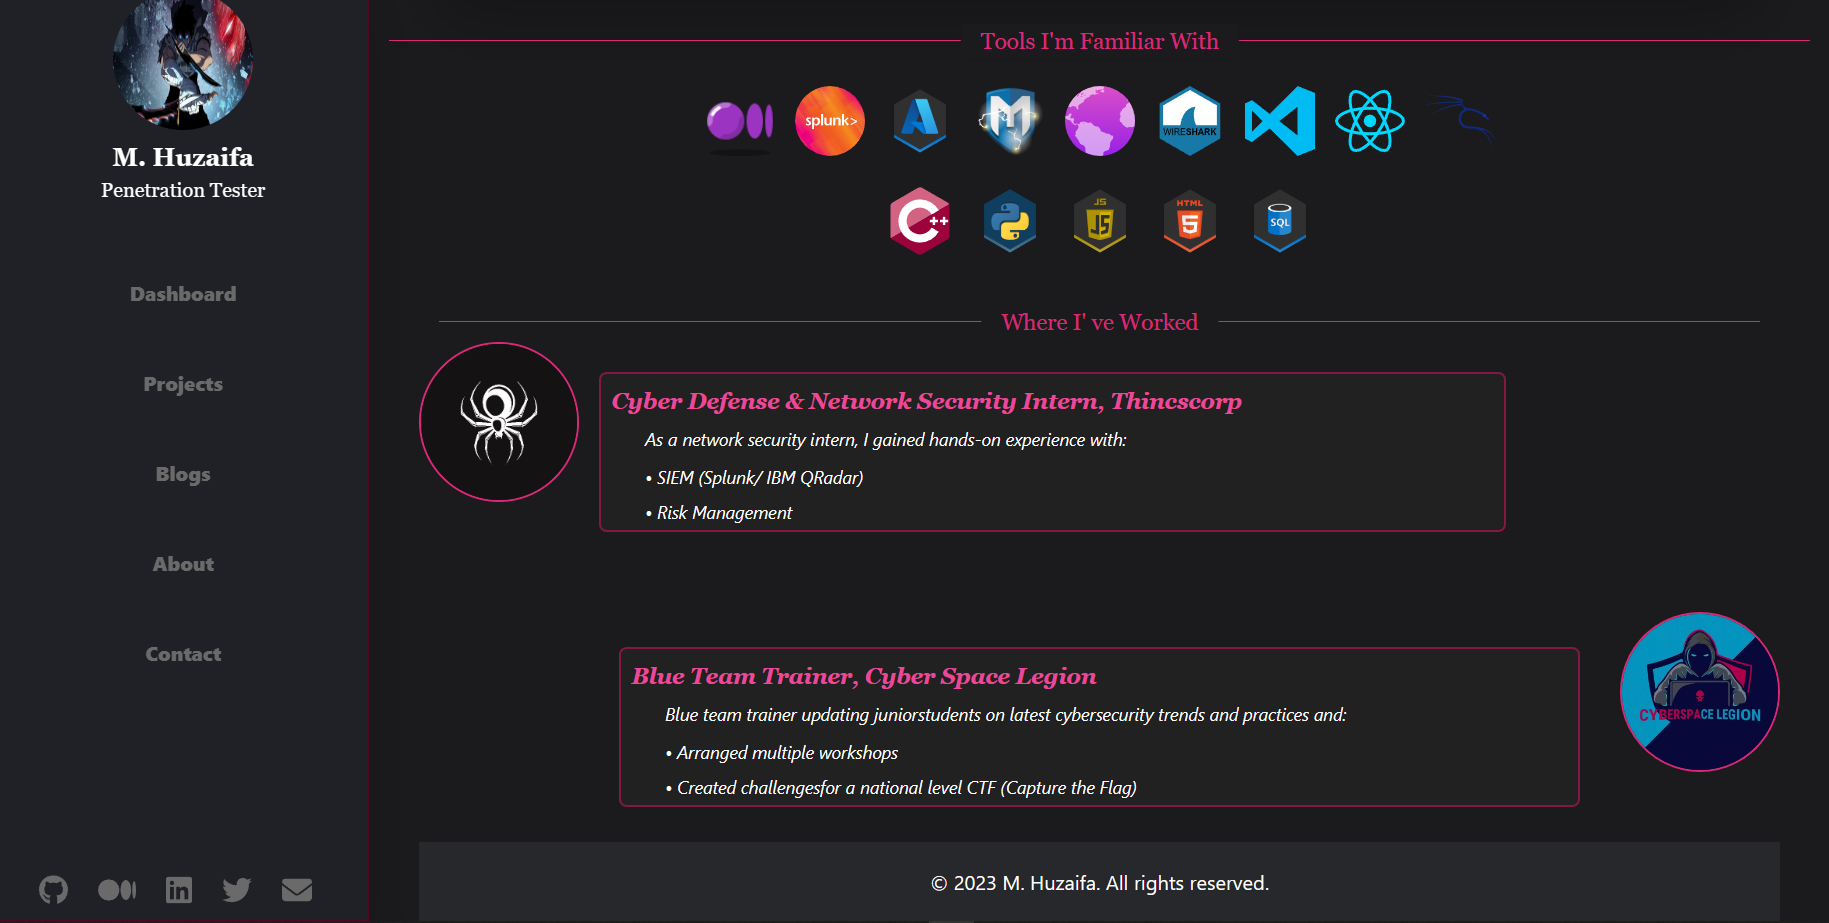 M. Huzaifa
Penetration Tester
Dashboard
Projects
Blogs
About
Contact
Tools I'm Familiar With
splunk>
M
WIRESHARK
C++
JS
JS
HTML
5
SQL
Where I' ve Worked
Cyber Defense & Network Security Intern, Thincscorp
As a network security intern, I gained hands-on experience with:
• SIEM (Splunk/ IBM QRadar)
• Risk Management
Blue Team Trainer, Cyber Space Legion
Blue team trainer updating juniorstudents on latest cybersecurity trends and practices and:
• Arranged multiple workshops
• Created challengesfor a national level CTF (Capture the Flag)
CYBERSPACE LEGION
© 2023 M. Huzaifa. All rights reserved.